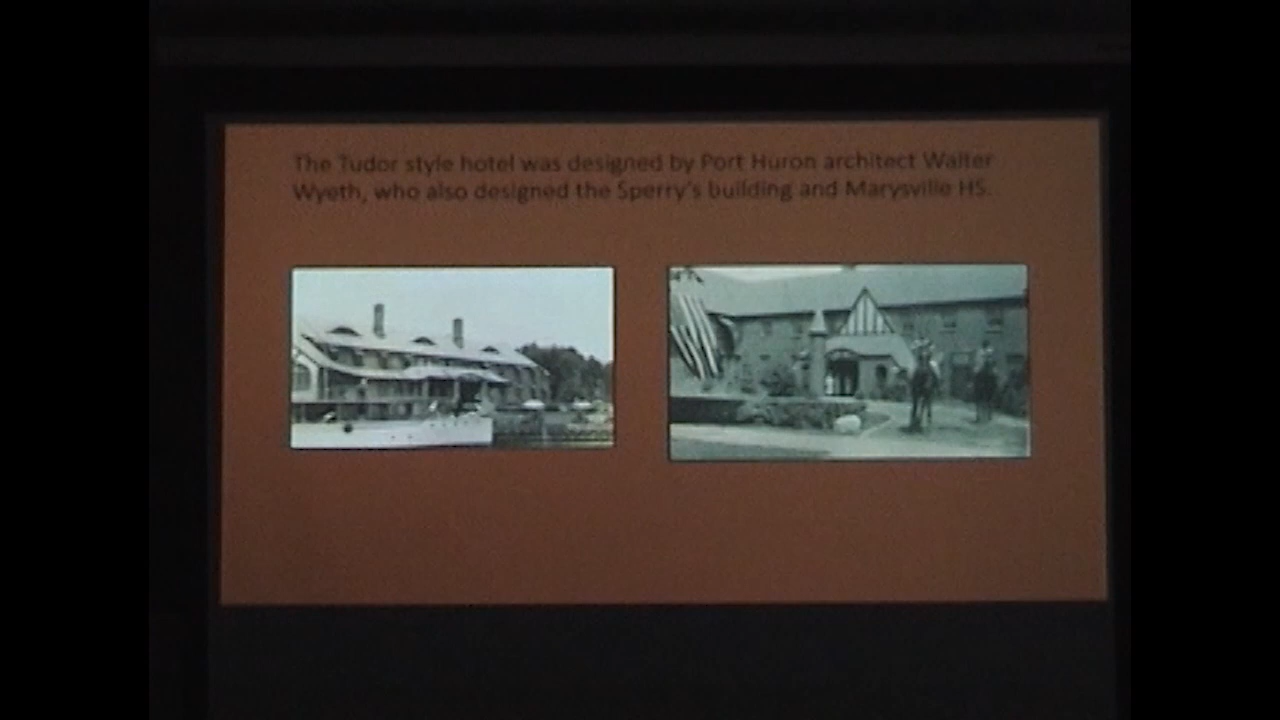 The Tudor style hotel was designed by Port Huron architect Walter
Wyeth, who also designed the Sperry's building and Marysville HS.